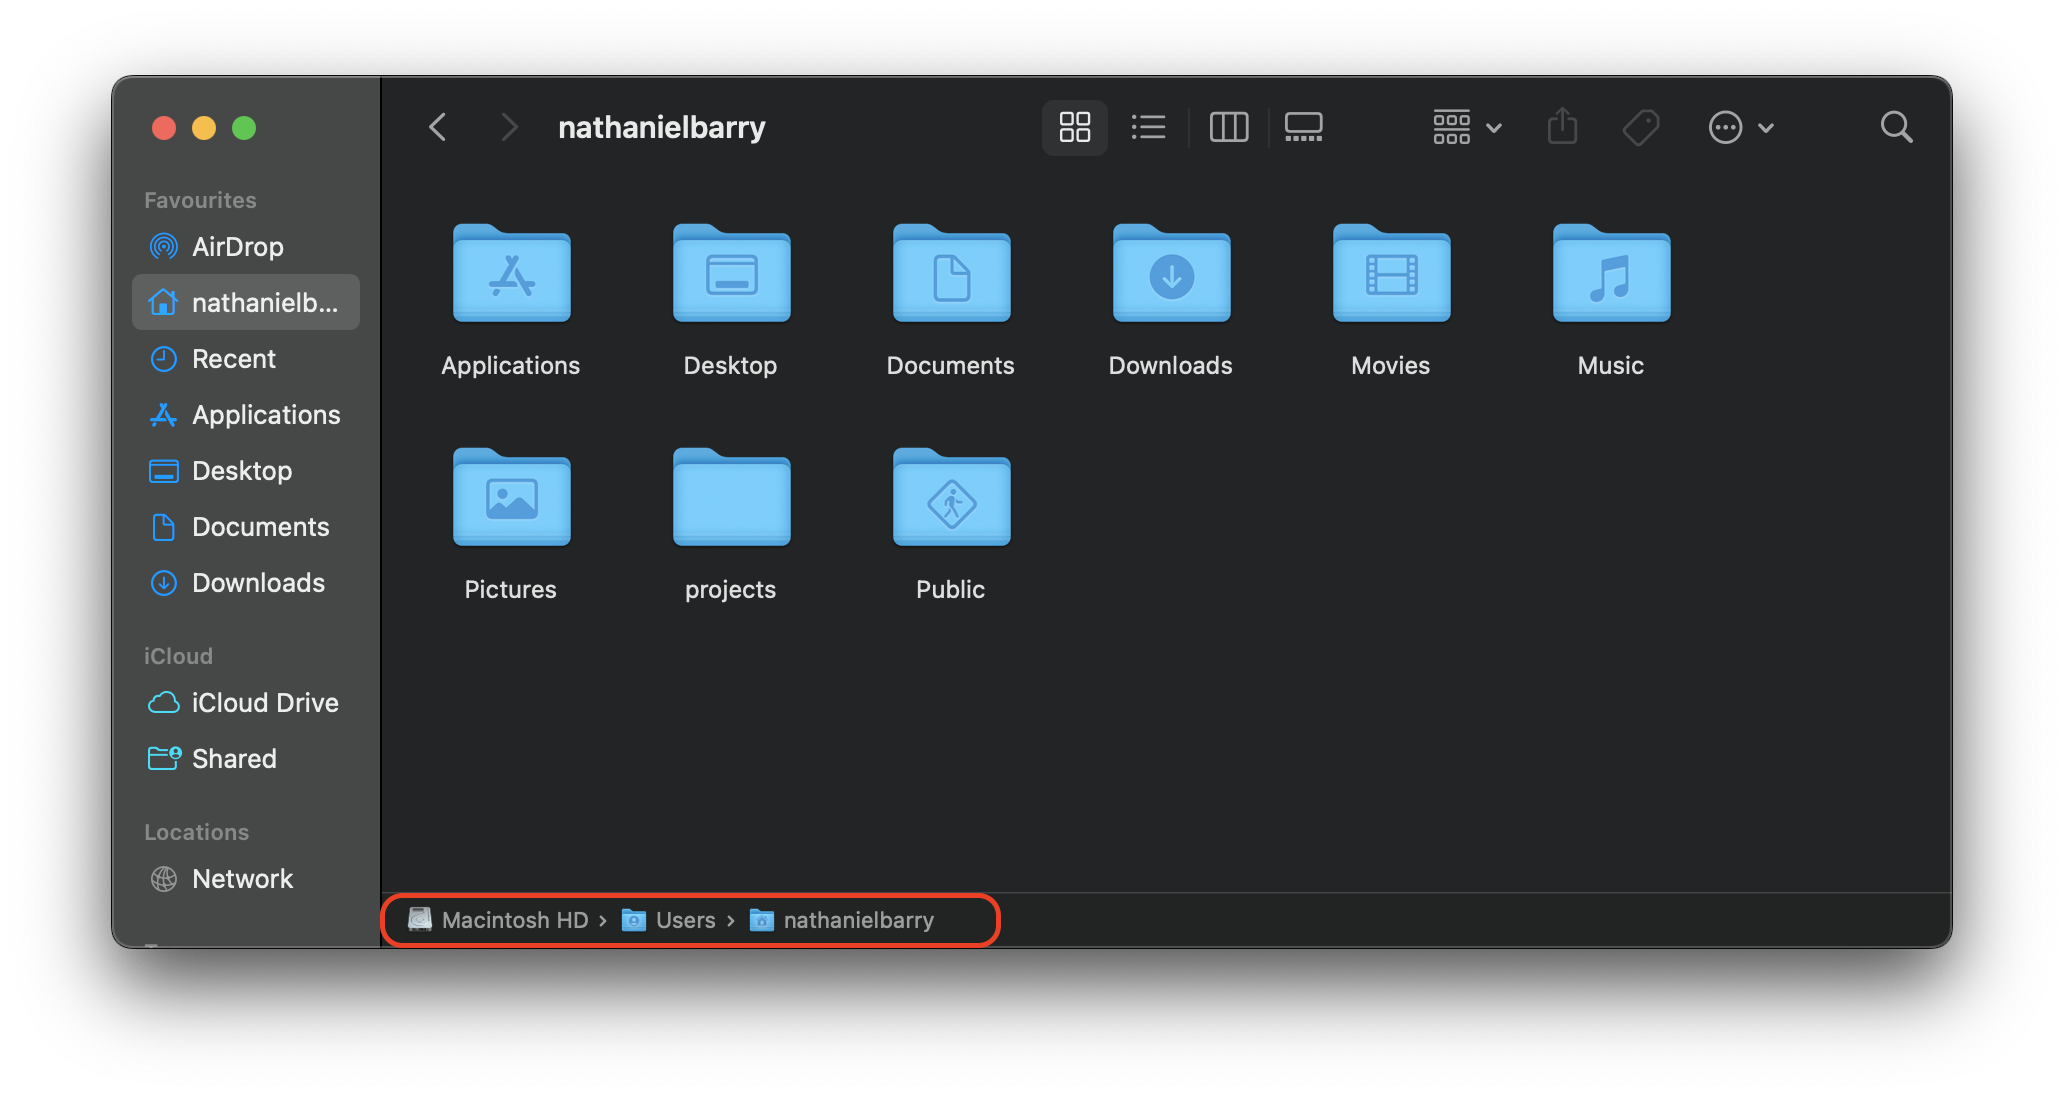 nathanielbarry
Favourites
AirDrop
nathanielb...
Recent
Applications
Desktop
Documents
Downloads
iCloud
iCloud Drive
Shared
Locations
Network
Applications
Desktop
Documents
Downloads
Movies
Music
Pictures
projects
Public
Macintosh HD › Users › nathanielbarry